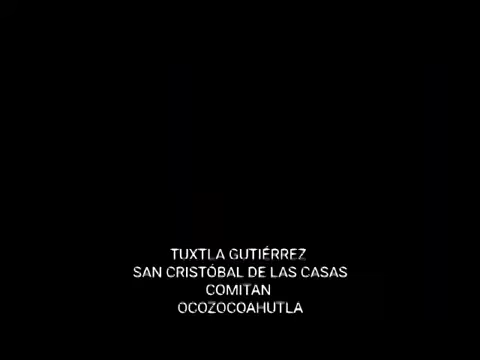 TUXTLA GUTIÉRREZ
SAN CRISTÓBAL DE LAS CASAS
COMITAN
OCOZOCOAHUTLA